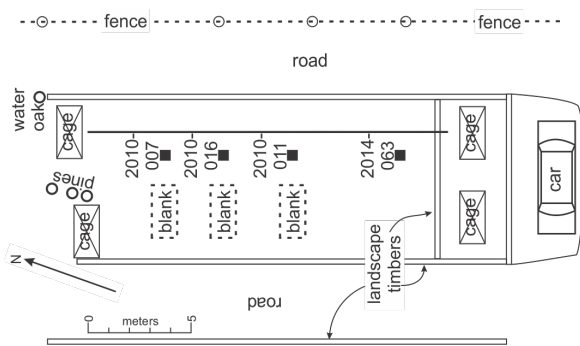 fence
fence
road
water
oak
cage
2010-
007
2010-
016
2010-
011
2014-
063
cage
car
pines
cage
blank
blank
blank
cage
landscape
timbers
N
road
0
5
meters